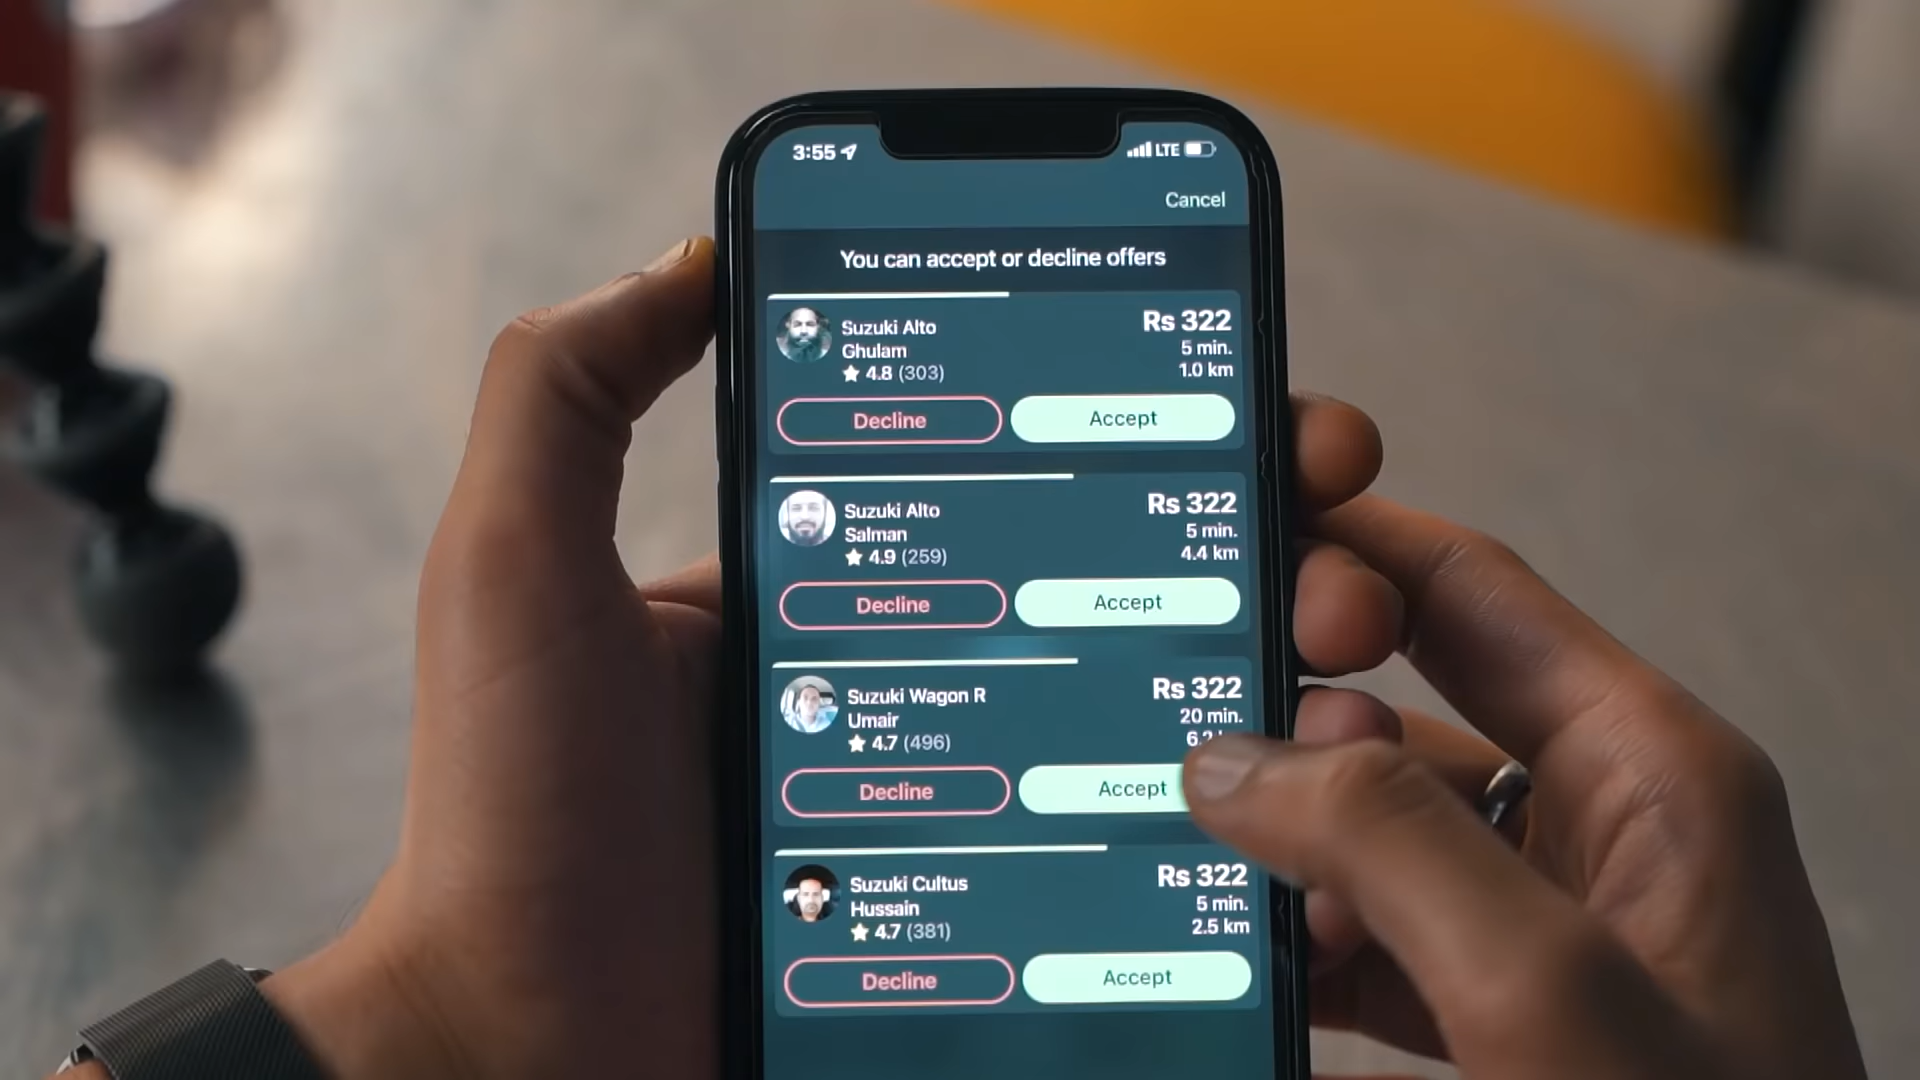 3:55 LTE
Cancel
You can accept or decline offers
Suzuki Alto Rs 322
Ghulam 5 min.
4.8 (303) 1.0 km
Decline Accept
Suzuki Alto Rs 322
Salman 5 min.
4.9 (259) 4.4 km
Decline Accept
Suzuki Wagon R Rs 322
Umair 20 min.
4.7 (496)
Decline Accept
Suzuki Cultus Rs 322
Hussain 5 min.
4.7 (381) 2.5 km
Decline Accept